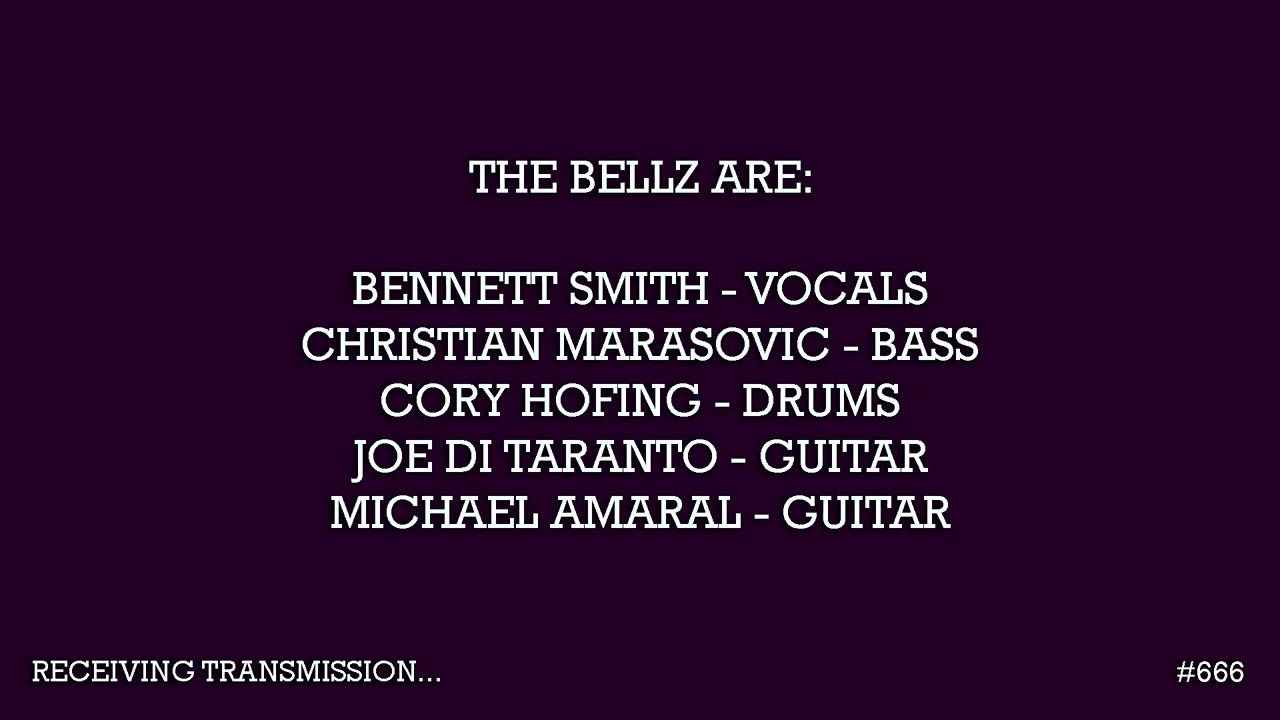 THE BELLZ ARE:
BENNETT SMITH - VOCALS
CHRISTIAN MARASOVIC - BASS
CORY HOFING - DRUMS
JOE DI TARANTO - GUITAR
MICHAEL AMARAL - GUITAR
RECEIVING TRANSMISSION...
#666